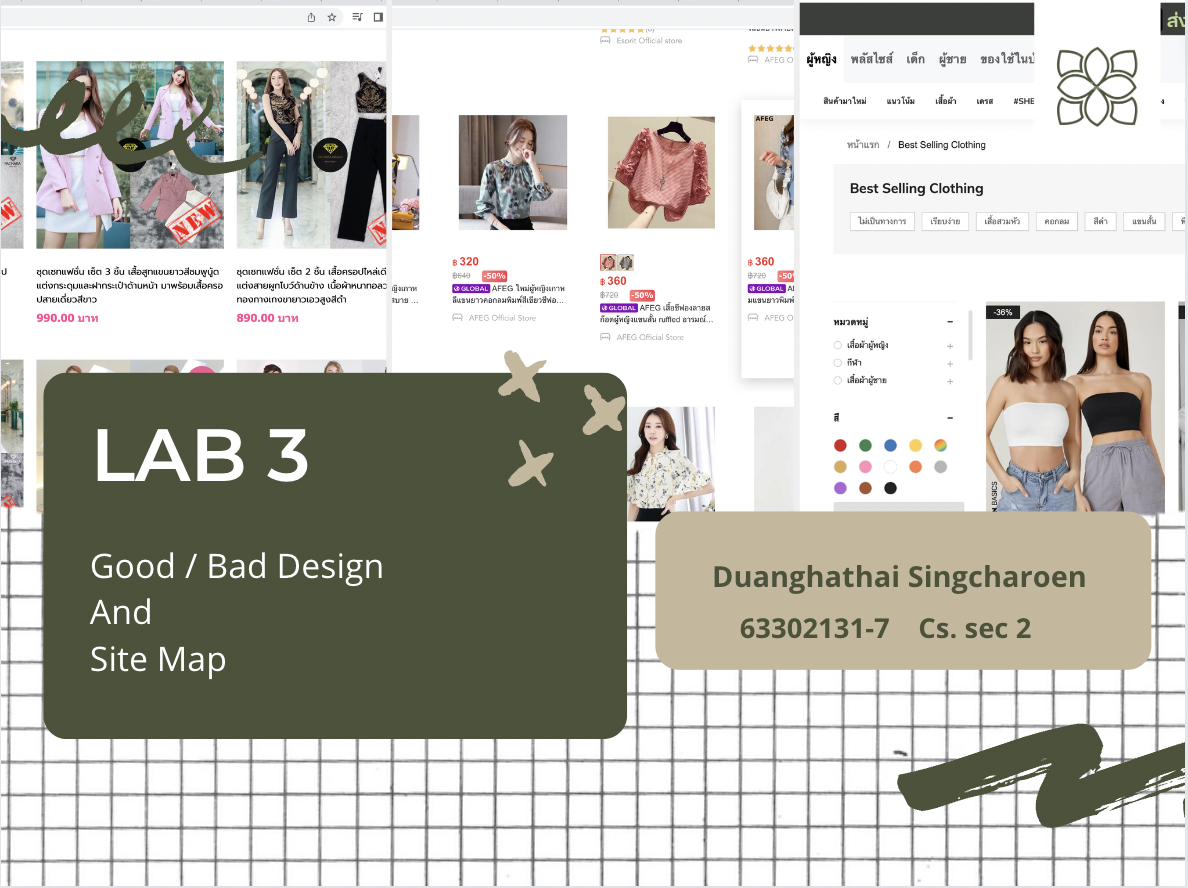 ชุดเซทแฟชั่น เซ็ต 3 ชิ้น เสื้อสูทแขนยาวสีชมพูนู้ด
แต่งกระดุมและฝากระเป๋าด้านหน้า มาพร้อมเสื้อครอ
ปสายเดี่ยวสีขาว
990.00 บาท
NEW
ชุดเซทแฟชั่น เซ็ต 2 ชิ้น เสื้อครอปไหล่เดี
แต่งสายผูกโบว์ด้านข้าง เนื้อผ้าหนาทอลว
ทองกางเกงขายาวเอวสูงสีดำ
890.00 บาท
Esprit Official store
AFEG O
฿ 320
฿640 -50%
GLOBAL AFEG ใหม่ผู้หญิงเกาห
ลีแขนยาวคอกลมพิมพ์สีเขียวชีฟอ...
AFEG Official Store
฿ 360
฿720 -50%
GLOBAL AFEG เสื้อชีฟองลายส
ก๊อตผู้หญิงแขนสั้น ruffled อารมณ์...
AFEG Official Store
AFEG
฿ 360
฿720 -50%
GLOBAL AFE
มแขนยาวพิมพ์
AFEG O
ส่ง
ผู้หญิง พลัสไซส์ เด็ก ผู้ชาย ของใช้ในบ้
สินค้ามาใหม่ แนวโน้ม เสื้อผ้า เดรส #SHE
หน้าแรก / Best Selling Clothing
Best Selling Clothing
ไม่เป็นทางการ เรียบง่าย เสื้อสวมหัว คอกลม สีดำ แขนสั้น
หมวดหมู่ −
เสื้อผ้าผู้หญิง +
กีฬา +
เสื้อผ้าผู้ชาย +
สี −
-36%
N BASICS
LAB 3
Good / Bad Design
And
Site Map
Duanghathai Singcharoen
63302131-7 Cs. sec 2